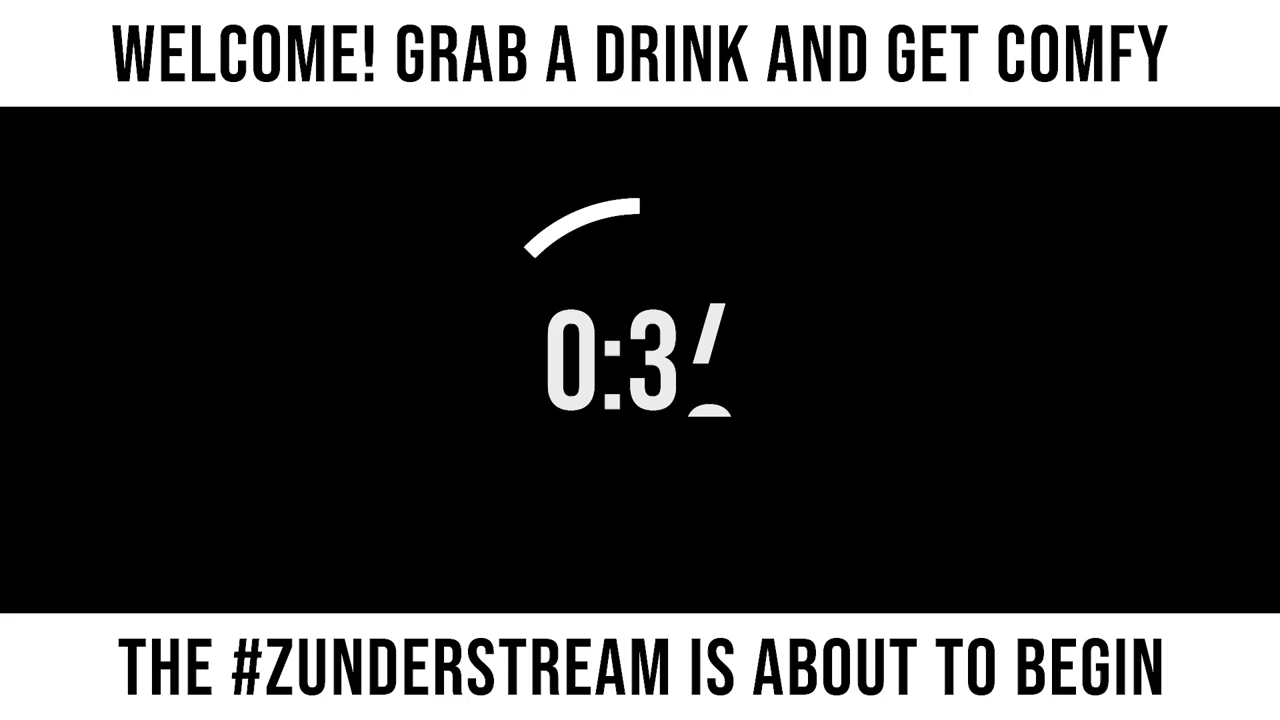 WELCOME! GRAB A DRINK AND GET COMFY
0:3
THE #ZUNDERSTREAM IS ABOUT TO BEGIN